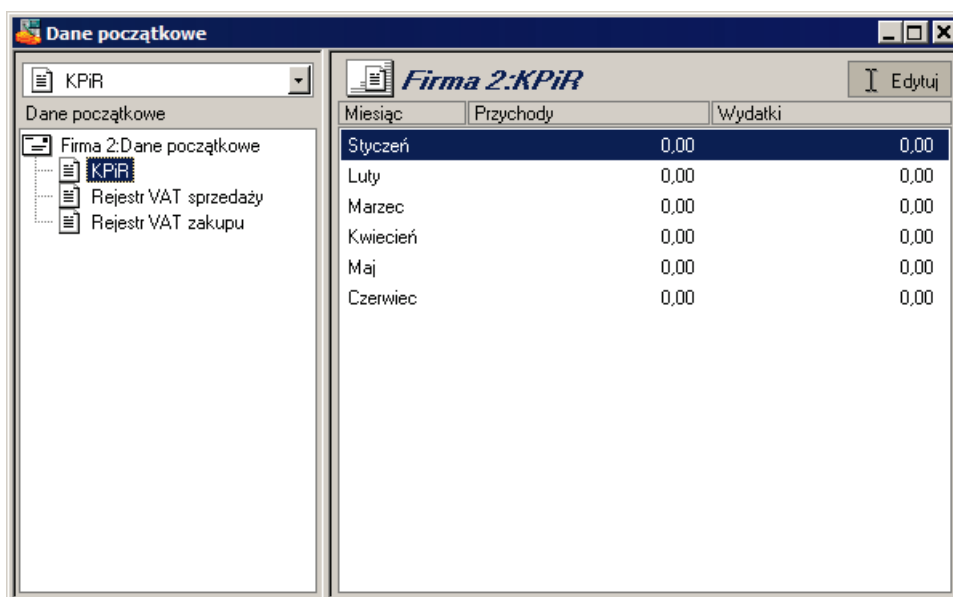 Dane początkowe
KPiR
Dane początkowe
Firma 2:Dane początkowe
KPiR
Rejestr VAT sprzedaży
Rejestr VAT zakupu
Firma 2:KPiR
Edytuj
Miesiąc Przychody Wydatki
Styczeń 0,00 0,00
Luty 0,00 0,00
Marzec 0,00 0,00
Kwiecień 0,00 0,00
Maj 0,00 0,00
Czerwiec 0,00 0,00